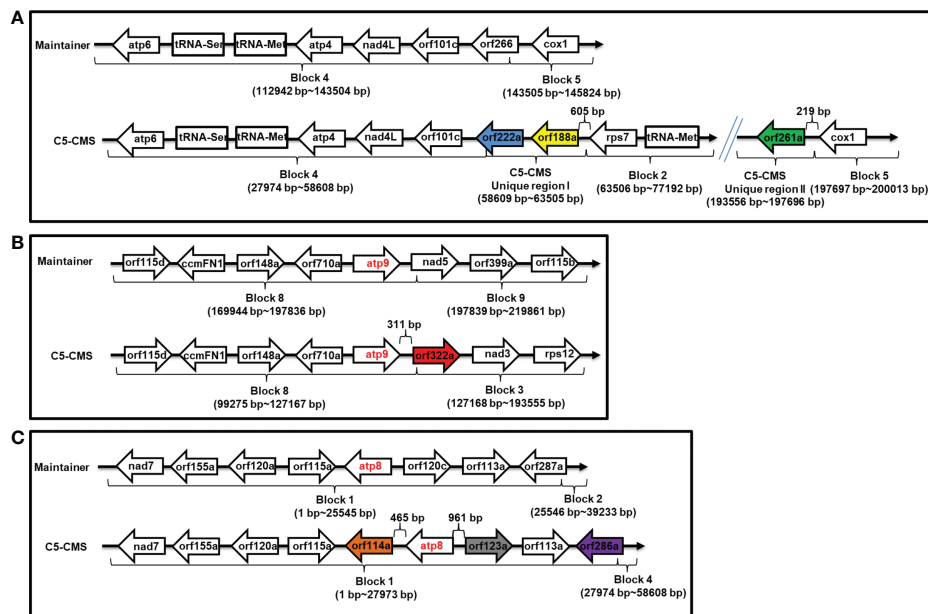 A
Maintainer atp6 tRNA-Ser tRNA-Met atp4 nad4L orf101c orf266 cox1
Block 4 Block 5
(112942 bp~143504 bp) (143505 bp~145824 bp)
605 bp 219 bp
C5-CMS atp6 tRNA-Ser tRNA-Met atp4 nad4L orf101c orf222a orf188a rps7 tRNA-Met orf261a cox1
Block 4 C5-CMS Block 2 C5-CMS Block 5
(27974 bp~58608 bp) Unique region I (63506 bp~77192 bp) Unique region II (197697 bp~200013 bp)
(58609 bp~63505 bp) (193556 bp~197696 bp)
B
Maintainer orf115d ccmFN1 orf148a orf710a atp9 nad5 orf399a orf115b
Block 8 Block 9
(169944 bp~197836 bp) (197839 bp~219861 bp)
311 bp
C5-CMS orf115d ccmFN1 orf148a orf710a atp9 orf322a nad3 rps12
Block 8 Block 3
(99275 bp~127167 bp) (127168 bp~193555 bp)
C
Maintainer nad7 orf155a orf120a orf115a atp8 orf120c orf113a orf287a
Block 1 Block 2
(1 bp~25545 bp) (25546 bp~39233 bp)
465 bp 961 bp
C5-CMS nad7 orf155a orf120a orf115a orf114a atp8 orf123a orf113a orf286a
Block 1 Block 4
(1 bp~27973 bp) (27974 bp~58608 bp)